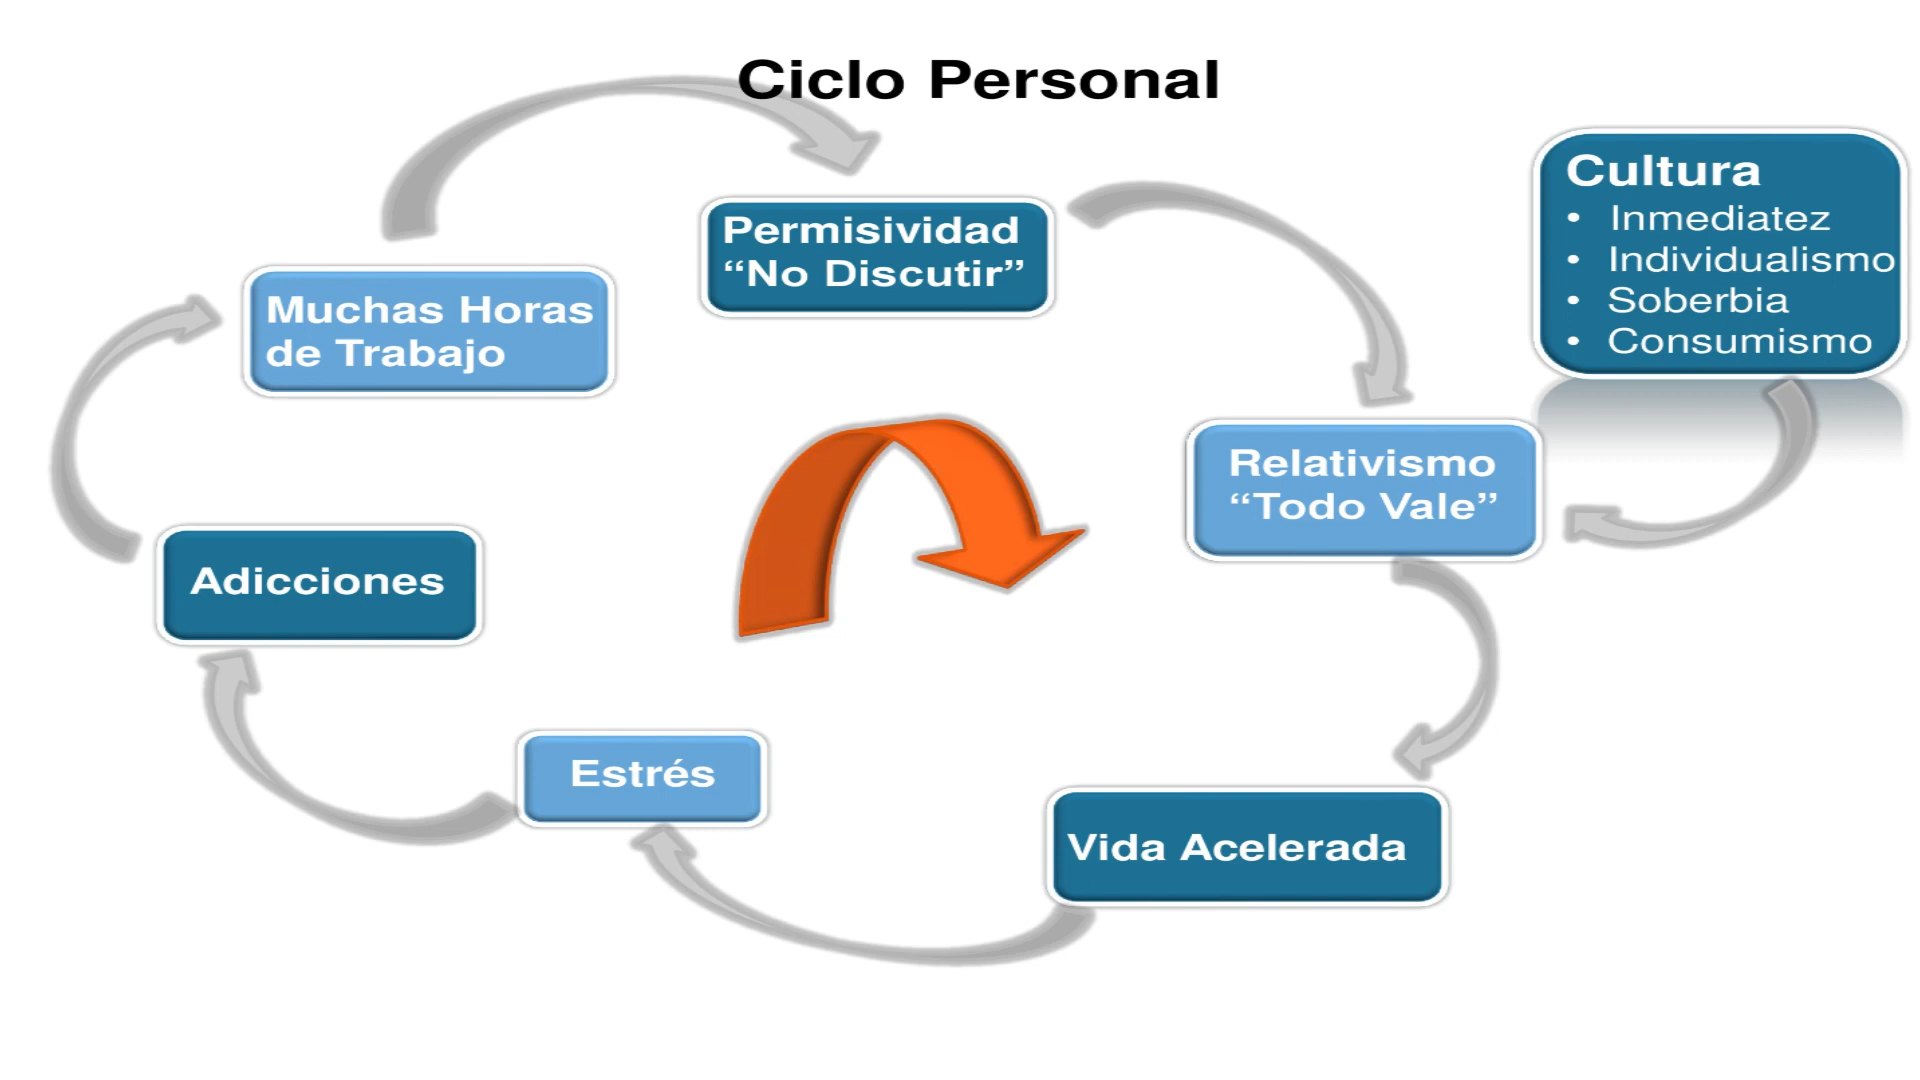 Ciclo Personal
Cultura
• Inmediatez
• Individualismo
• Soberbia
• Consumismo
Permisividad
“No Discutir”
Muchas Horas
de Trabajo
Relativismo
“Todo Vale”
Adicciones
Estrés
Vida Acelerada